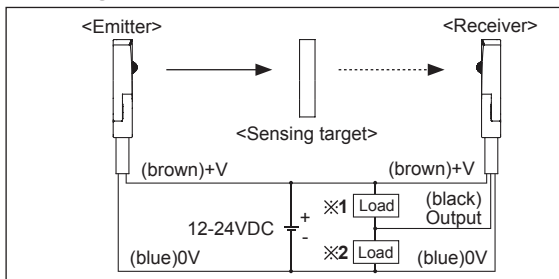 <Emitter>
<Receiver>
<Sensing target>
(brown)+V
(brown)+V
※1 Load
(black)
Output
12-24VDC
+
-
※2 Load
(blue)0V
(blue)0V